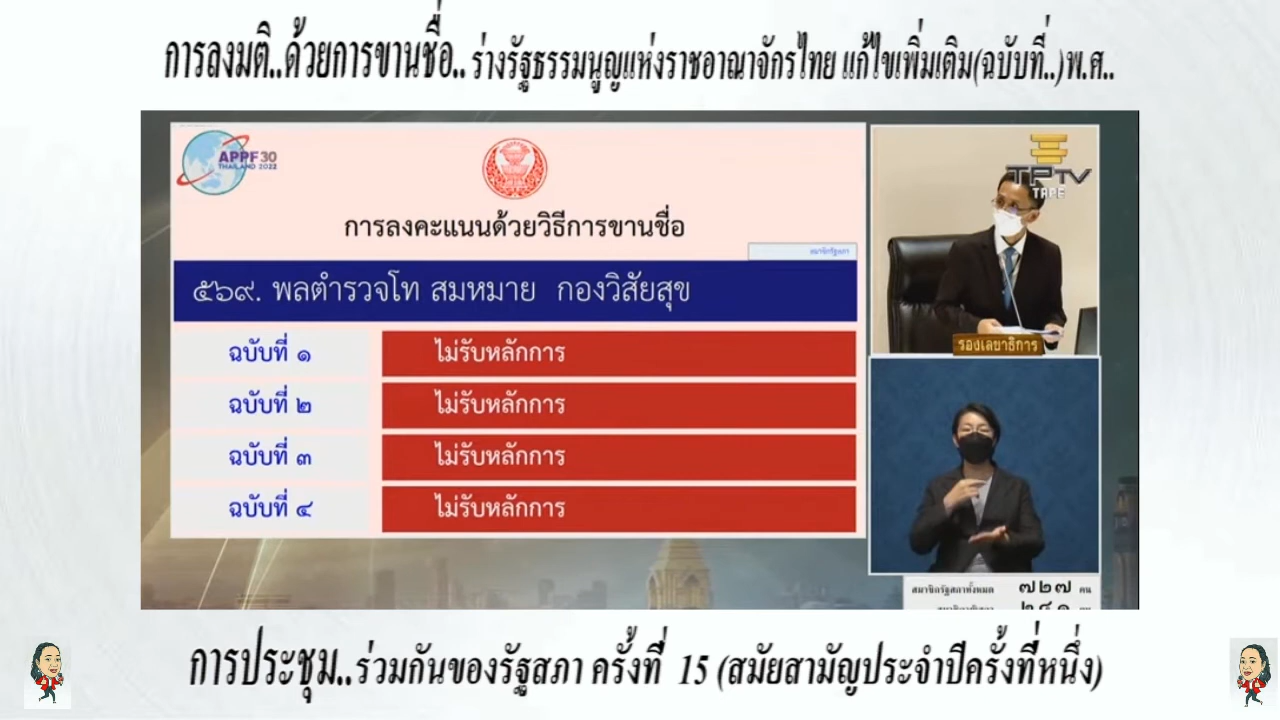 การลงมติ..ด้วยการขานชื่อ.. ร่างรัฐธรรมนูญแห่งราชอาณาจักรไทย แก้ไขเพิ่มเติม(ฉบับที่..)พ.ศ..
APPF 30
THAILAND 2022
TPTV
TAPE
การลงคะแนนด้วยวิธีการขานชื่อ
สมาชิกรัฐสภา
๕๖๙. พลตำรวจโท สมหมาย กองวิสัยสุข
ฉบับที่ ๑ ไม่รับหลักการ
ฉบับที่ ๒ ไม่รับหลักการ
ฉบับที่ ๓ ไม่รับหลักการ
ฉบับที่ ๔ ไม่รับหลักการ
รองเลขาธิการ
สมาชิกรัฐสภาทั้งหมด ๗๒๗ คน
การประชุม..ร่วมกันของรัฐสภา ครั้งที่ 15 (สมัยสามัญประจำปีครั้งที่หนึ่ง)